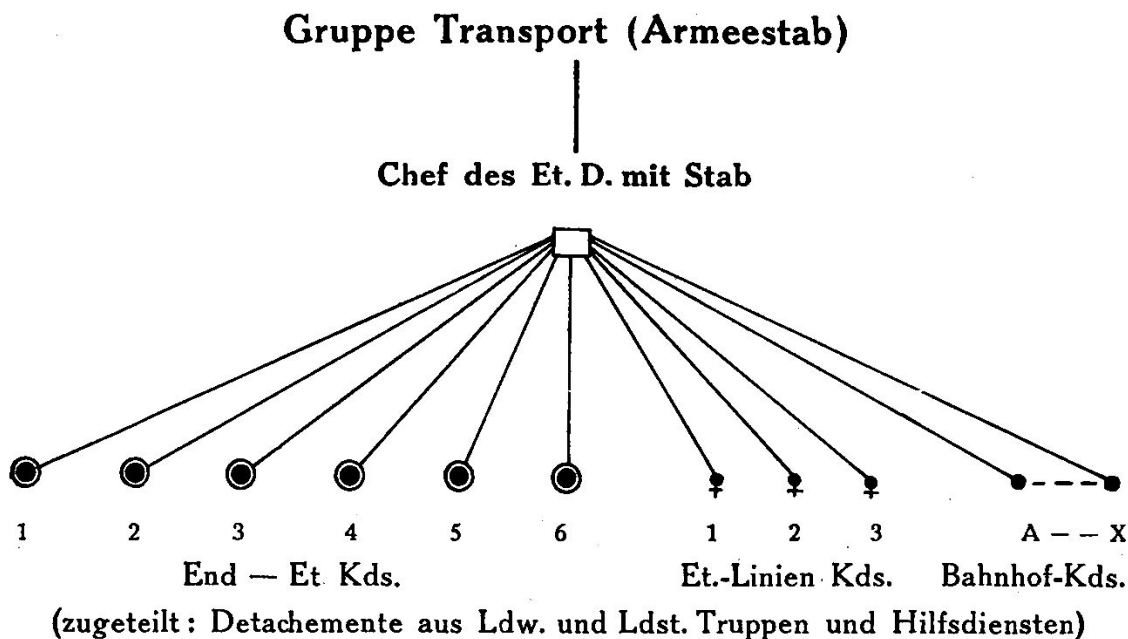 Gruppe Transport (Armeestab)
Chef des Et. D. mit Stab
1 2 3 4 5 6 1 2 3 A – – X
End — Et Kds. Et.-Linien Kds. Bahnhof-Kds.
(zugeteilt: Detachemente aus Ldw. und Ldst. Truppen und Hilfsdiensten)